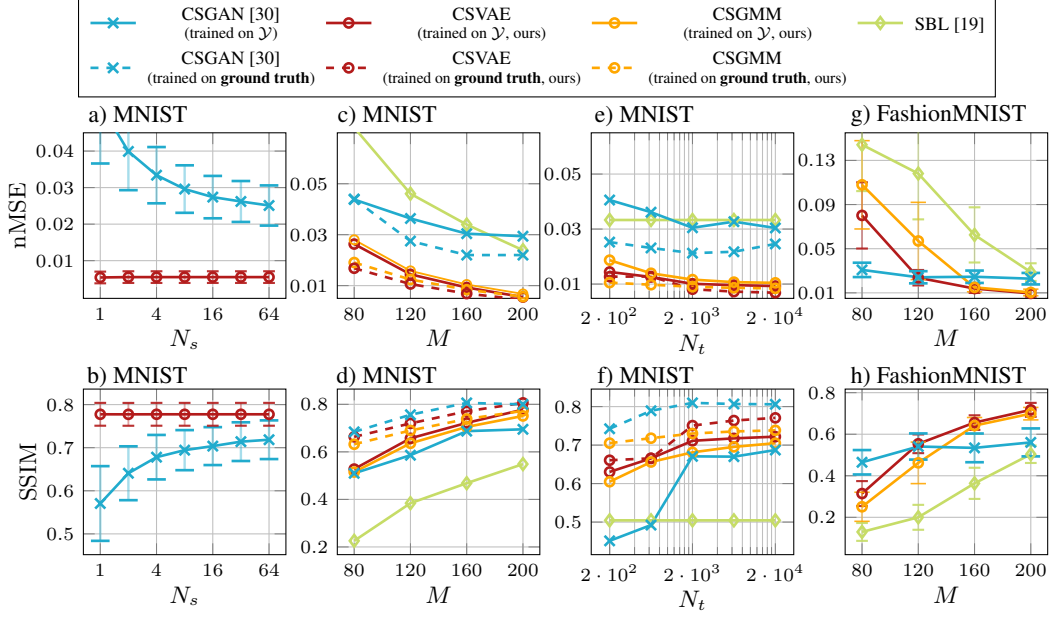 CSGAN [30] CSVAE CSGMM SBL [19]
(trained on 𝒴) (trained on 𝒴, ours) (trained on 𝒴, ours)
CSGAN [30] CSVAE CSGMM
(trained on ground truth) (trained on ground truth, ours) (trained on ground truth, ours)
a) MNIST c) MNIST e) MNIST g) FashionMNIST
nMSE
0.04
0.03
0.02
0.01
1 4 16 64
N_s
0.05
0.03
0.01
80 120 160 200
M
0.05
0.03
0.01
2 · 10² 2 · 10³ 2 · 10⁴
N_t
0.13
0.09
0.05
0.01
80 120 160 200
M
b) MNIST d) MNIST f) MNIST h) FashionMNIST
SSIM
0.8
0.7
0.6
0.5
1 4 16 64
N_s
0.8
0.6
0.4
0.2
80 120 160 200
M
0.8
0.7
0.6
0.5
2 · 10² 2 · 10³ 2 · 10⁴
N_t
0.8
0.6
0.4
0.2
80 120 160 200
M